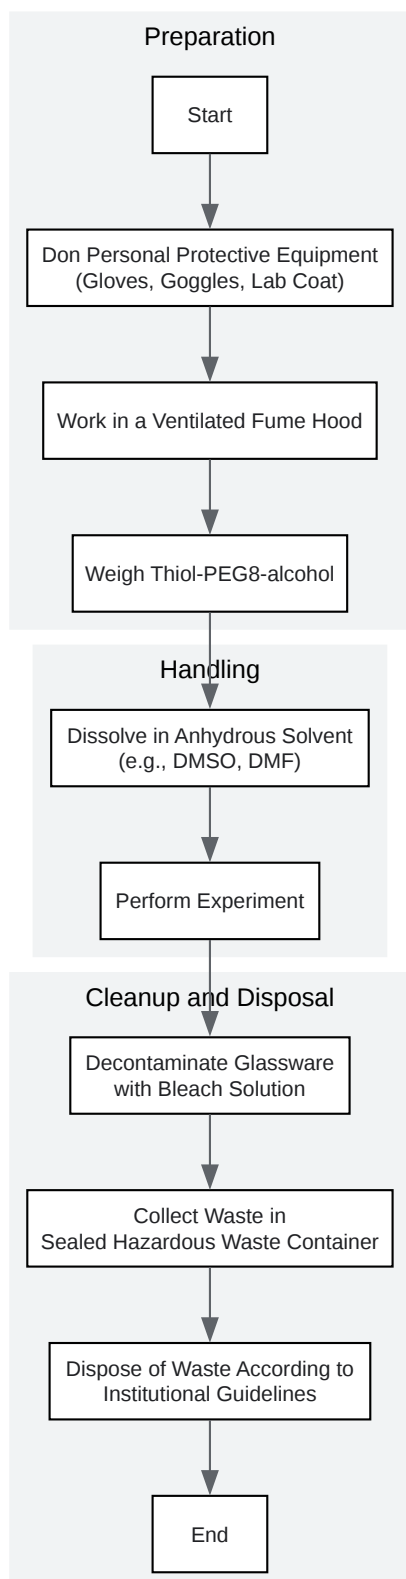 Preparation
Start
Don Personal Protective Equipment
(Gloves, Goggles, Lab Coat)
Work in a Ventilated Fume Hood
Weigh Thiol-PEG8-alcohol
Handling
Dissolve in Anhydrous Solvent
(e.g., DMSO, DMF)
Perform Experiment
Cleanup and Disposal
Decontaminate Glassware
with Bleach Solution
Collect Waste in
Sealed Hazardous Waste Container
Dispose of Waste According to
Institutional Guidelines
End